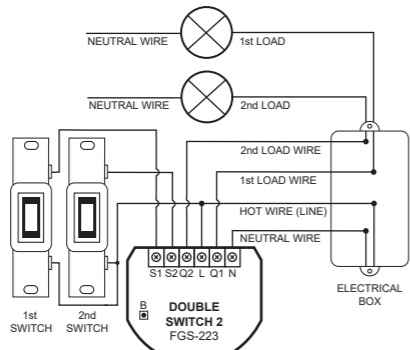 NEUTRAL WIRE 1st LOAD
NEUTRAL WIRE 2nd LOAD
2nd LOAD WIRE
1st LOAD WIRE
HOT WIRE (LINE)
NEUTRAL WIRE
S1 S2 Q2 L Q1 N
ELECTRICAL
BOX
B
DOUBLE
SWITCH 2
FGS-223
1st
SWITCH
2nd
SWITCH